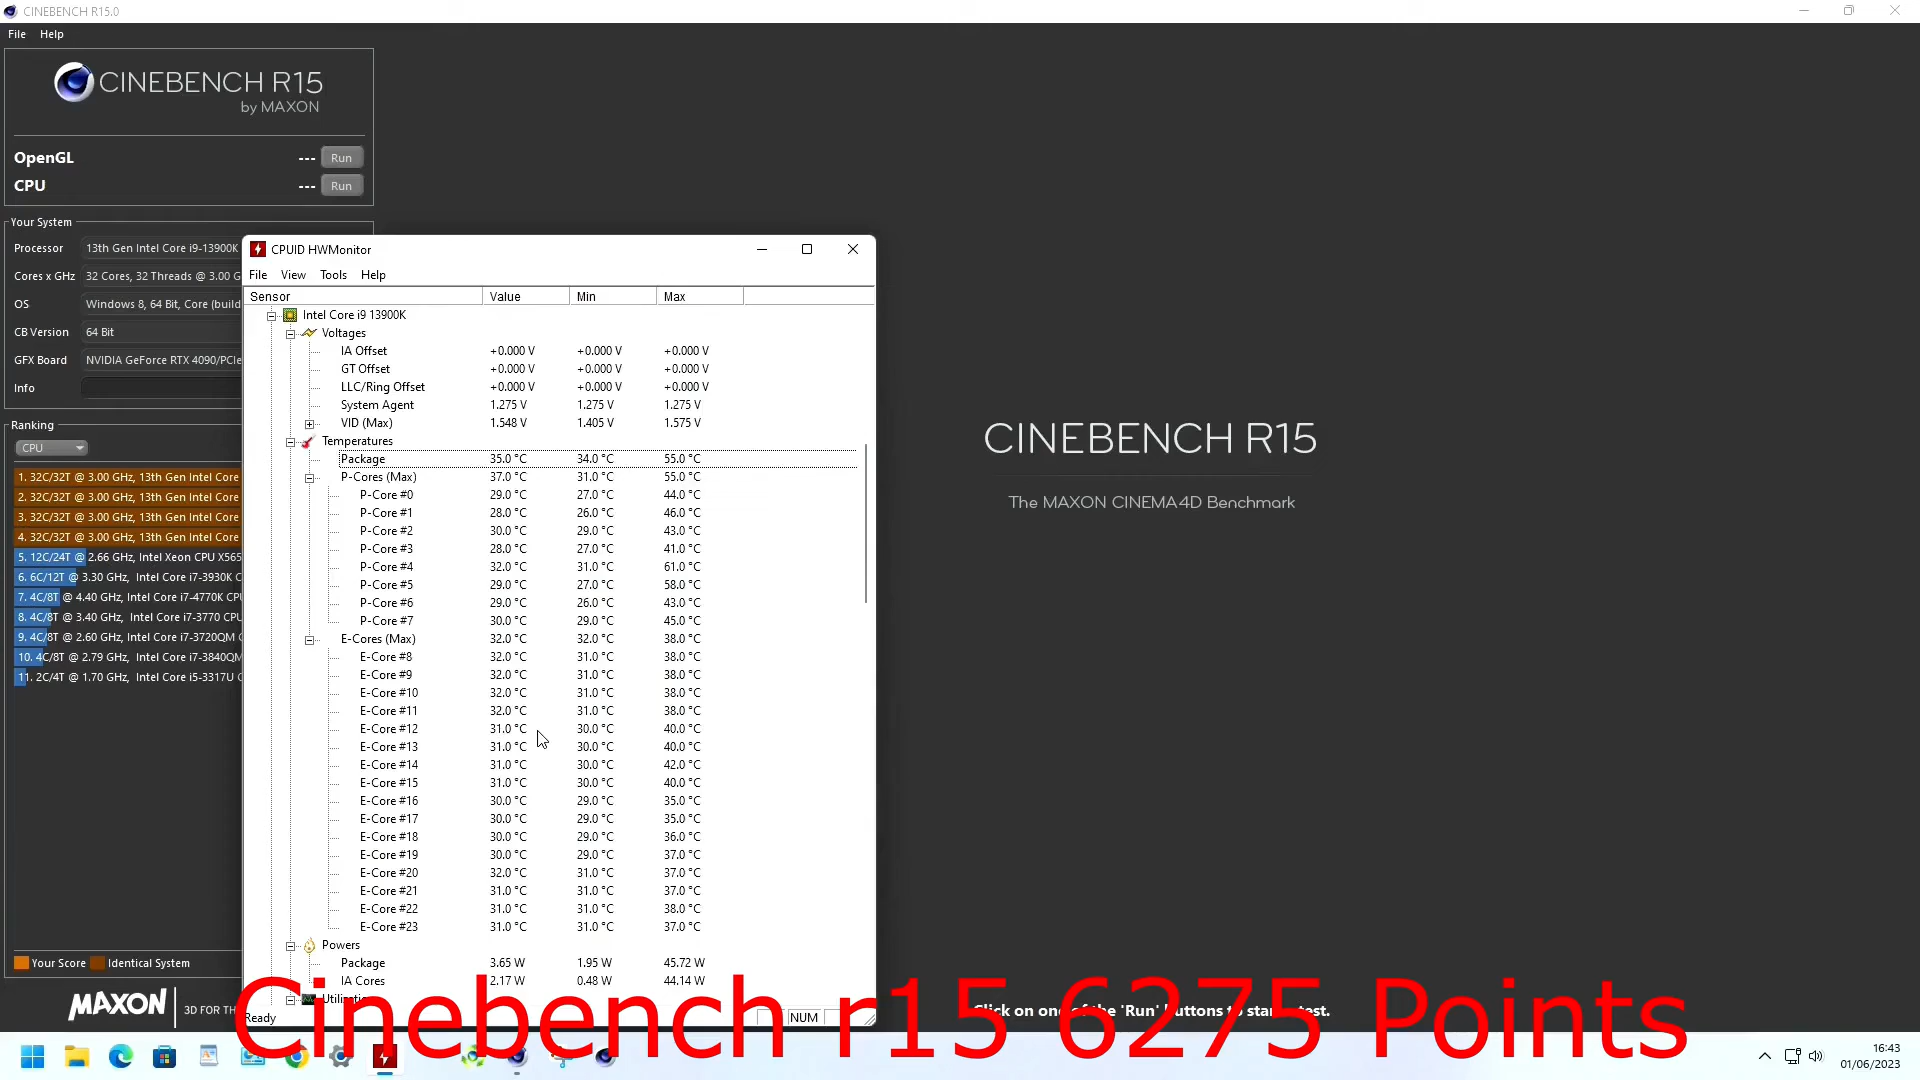 CINEBENCH R15.0
File Help
CINEBENCH R15
by MAXON
OpenGL --- Run
CPU --- Run
Your System
Processor 13th Gen Intel Core i9-13900K
Cores x GHz 32 Cores, 32 Threads @ 3.00 G
OS Windows 8, 64 Bit, Core (build
CB Version 64 Bit
GFX Board NVIDIA GeForce RTX 4090/PCIe
Info
Ranking
CPU
1. 32C/32T @ 3.00 GHz, 13th Gen Intel Core
2. 32C/32T @ 3.00 GHz, 13th Gen Intel Core
3. 32C/32T @ 3.00 GHz, 13th Gen Intel Core
4. 32C/32T @ 3.00 GHz, 13th Gen Intel Core
5. 12C/24T @ 2.66 GHz, Intel Xeon CPU X565
6. 6C/12T @ 3.30 GHz, Intel Core i7-3930K C
7. 4C/8T @ 4.40 GHz, Intel Core i7-4770K CPU
8. 4C/8T @ 3.40 GHz, Intel Core i7-3770 CPU
9. 4C/8T @ 2.60 GHz, Intel Core i7-3720QM C
10. 4C/8T @ 2.79 GHz, Intel Core i7-3840QM
11. 2C/4T @ 1.70 GHz, Intel Core i5-3317U C
Your Score Identical System
MAXON 3D FOR TH
CPUID HWMonitor
File View Tools Help
Sensor Value Min Max
Intel Core i9 13900K
Voltages
IA Offset +0.000 V +0.000 V +0.000 V
GT Offset +0.000 V +0.000 V +0.000 V
LLC/Ring Offset +0.000 V +0.000 V +0.000 V
System Agent 1.275 V 1.275 V 1.275 V
VID (Max) 1.548 V 1.405 V 1.575 V
Temperatures
Package 35.0 °C 34.0 °C 55.0 °C
P-Cores (Max) 37.0 °C 31.0 °C 55.0 °C
P-Core #0 29.0 °C 27.0 °C 44.0 °C
P-Core #1 28.0 °C 26.0 °C 46.0 °C
P-Core #2 30.0 °C 29.0 °C 43.0 °C
P-Core #3 28.0 °C 27.0 °C 41.0 °C
P-Core #4 32.0 °C 31.0 °C 61.0 °C
P-Core #5 29.0 °C 27.0 °C 58.0 °C
P-Core #6 29.0 °C 26.0 °C 43.0 °C
P-Core #7 30.0 °C 29.0 °C 45.0 °C
E-Cores (Max) 32.0 °C 32.0 °C 38.0 °C
E-Core #8 32.0 °C 31.0 °C 38.0 °C
E-Core #9 32.0 °C 31.0 °C 38.0 °C
E-Core #10 32.0 °C 31.0 °C 38.0 °C
E-Core #11 32.0 °C 31.0 °C 38.0 °C
E-Core #12 31.0 °C 30.0 °C 40.0 °C
E-Core #13 31.0 °C 30.0 °C 40.0 °C
E-Core #14 31.0 °C 30.0 °C 42.0 °C
E-Core #15 31.0 °C 30.0 °C 40.0 °C
E-Core #16 30.0 °C 29.0 °C 35.0 °C
E-Core #17 30.0 °C 29.0 °C 35.0 °C
E-Core #18 30.0 °C 29.0 °C 36.0 °C
E-Core #19 30.0 °C 29.0 °C 37.0 °C
E-Core #20 32.0 °C 31.0 °C 37.0 °C
E-Core #21 31.0 °C 31.0 °C 37.0 °C
E-Core #22 31.0 °C 31.0 °C 38.0 °C
E-Core #23 31.0 °C 31.0 °C 37.0 °C
Powers
Package 3.65 W 1.95 W 45.72 W
IA Cores 2.17 W 0.48 W 44.14 W
Ready NUM
CINEBENCH R15
The MAXON CINEMA4D Benchmark
Click on one of the 'Run' buttons to start test.
Cinebench r15 6275 Points
16:43
01/06/2023